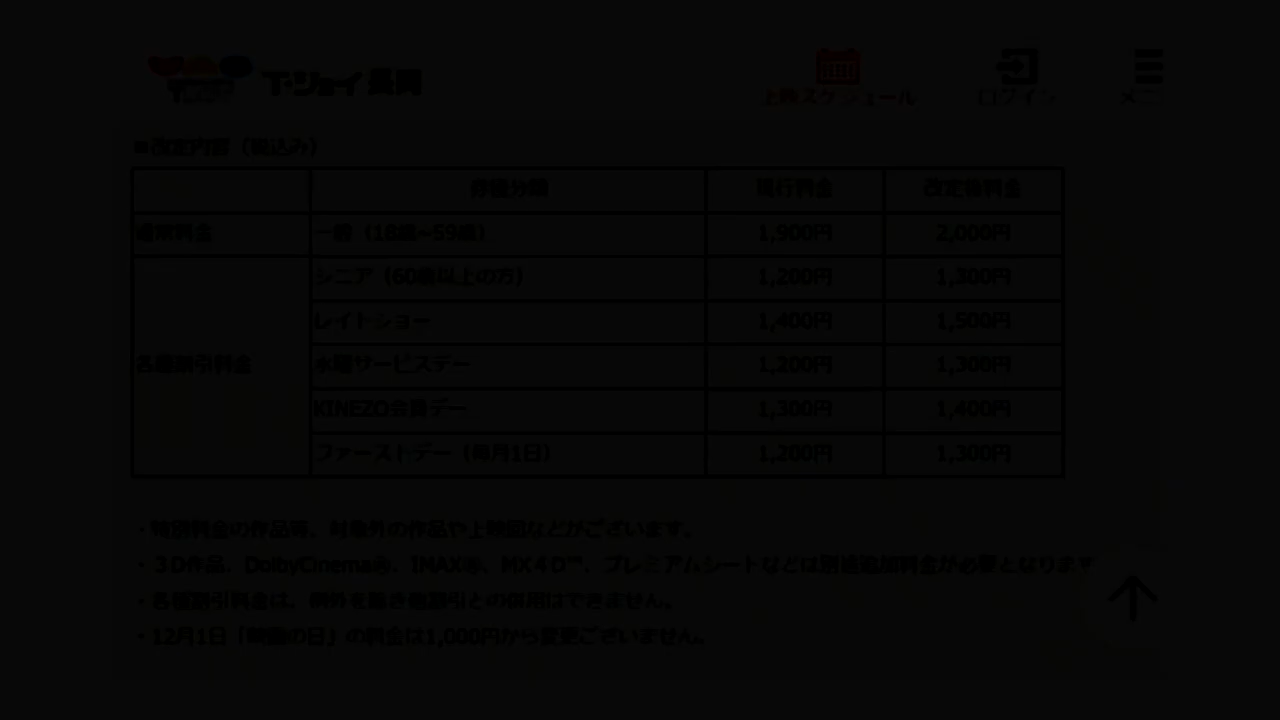 T・ジョイ 長岡
上映スケジュール ログイン メニ
■改定内容（税込み）
券種分類 現行料金 改定後料金
通常料金 一般（18歳~59歳） 1,900円 2,000円
シニア（60歳以上の方） 1,200円 1,300円
レイトショー 1,400円 1,500円
各種割引料金 水曜サービスデー 1,200円 1,300円
KINEZO会員デー 1,300円 1,400円
ファーストデー（毎月1日） 1,200円 1,300円
・特別料金の作品等、対象外の作品や上映回などがございます。
・３D作品、DolbyCinema®、IMAX®、MX４D™、プレミアムシートなどは別途追加料金が必要となります
・各種割引料金は、例外を除き他割引との併用はできません。
・12月1日「映画の日」の料金は1,000円から変更ございません。